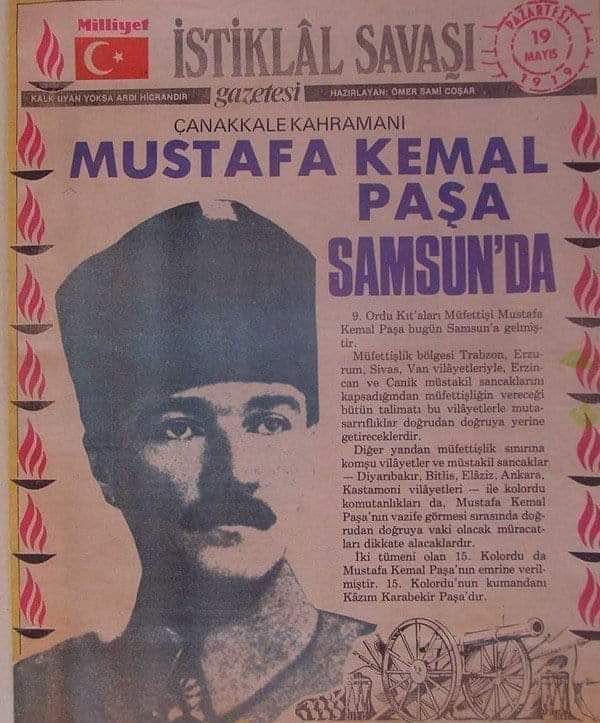 Milliyet
İSTİKLÂL SAVAŞI
gazetesi
PAZARTESİ
19
MAYIS
1919
KALK UYAN YOKSA ARDI HİCRANDIR
HAZIRLAYAN: ÖMER SAMİ COŞAR
ÇANAKKALE KAHRAMANI
MUSTAFA KEMAL
PAŞA
SAMSUN'DA
9. Ordu Kıt'aları Müfettişi Mustafa
Kemal Paşa bugün Samsun'a gelmiş-
tir.
Müfettişlik bölgesi Trabzon, Erzu-
rum, Sivas, Van vilâyetleriyle, Erzin-
can ve Canik müstakil sancaklarını
kapsadığından müfettişliğin vereceği
bütün talimatı bu vilâyetlerle muta-
sarrıflıklar doğrudan doğruya yerine
getireceklerdir.
Diğer yandan müfettişlik sınırına
komşu vilâyetler ve müstakil sancaklar
— Diyarıbakır, Bitlis, Elâziz, Ankara,
Kastamoni vilâyetleri — ile kolordu
komutanlıkları da, Mustafa Kemal
Paşa'nın vazife görmesi sırasında doğ-
rudan doğruya vaki olacak müracat-
ları dikkate alacaklardır.
İki tümeni olan 15. Kolordu da
Mustafa Kemal Paşa'nın emrine veril-
miştir. 15. Kolordu'nun kumandanı
Kâzım Karabekir Paşa'dır.